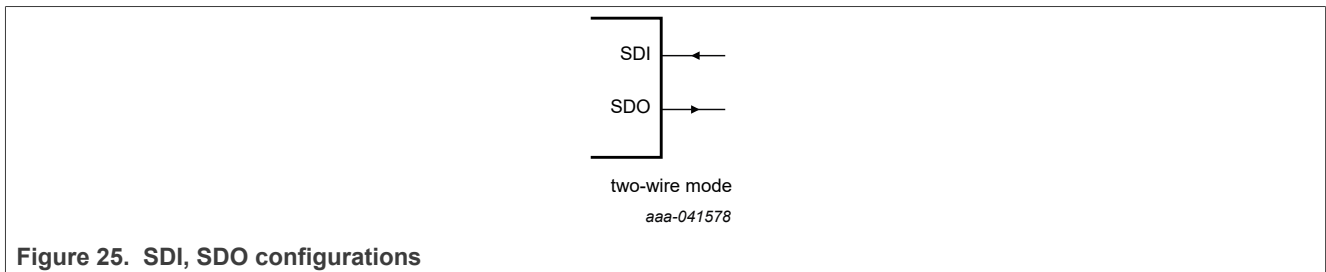 SDI
SDO
two-wire mode
aaa-041578
Figure 25. SDI, SDO configurations